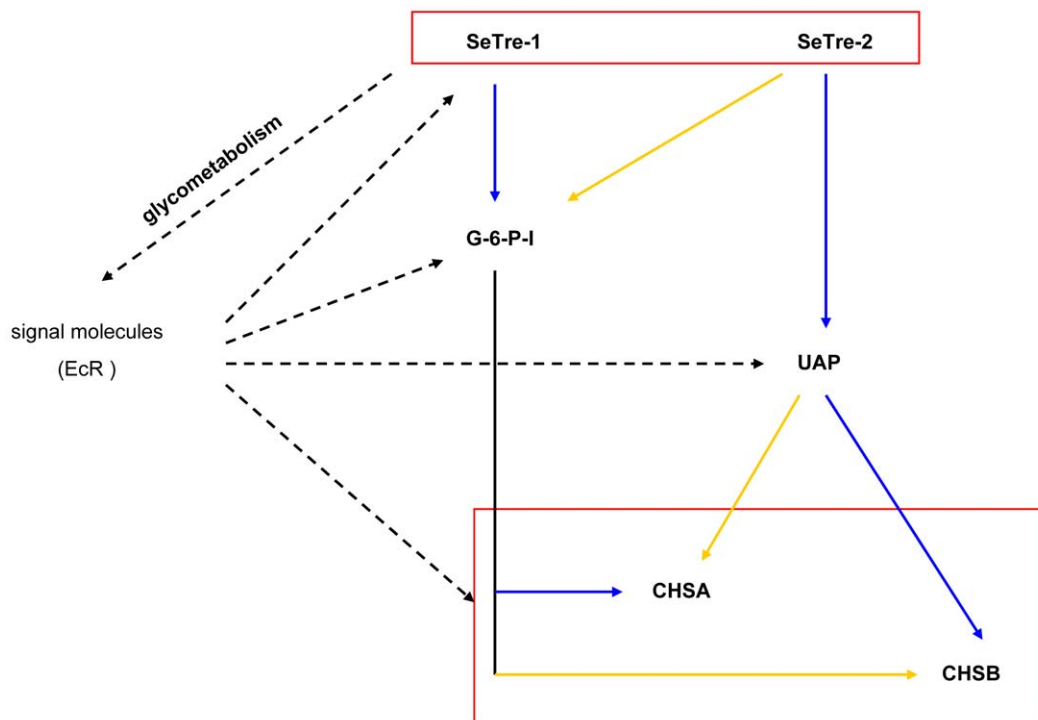 SeTre-1
SeTre-2
glycometabolism
G-6-P-I
signal molecules
(EcR )
UAP
CHSA
CHSB